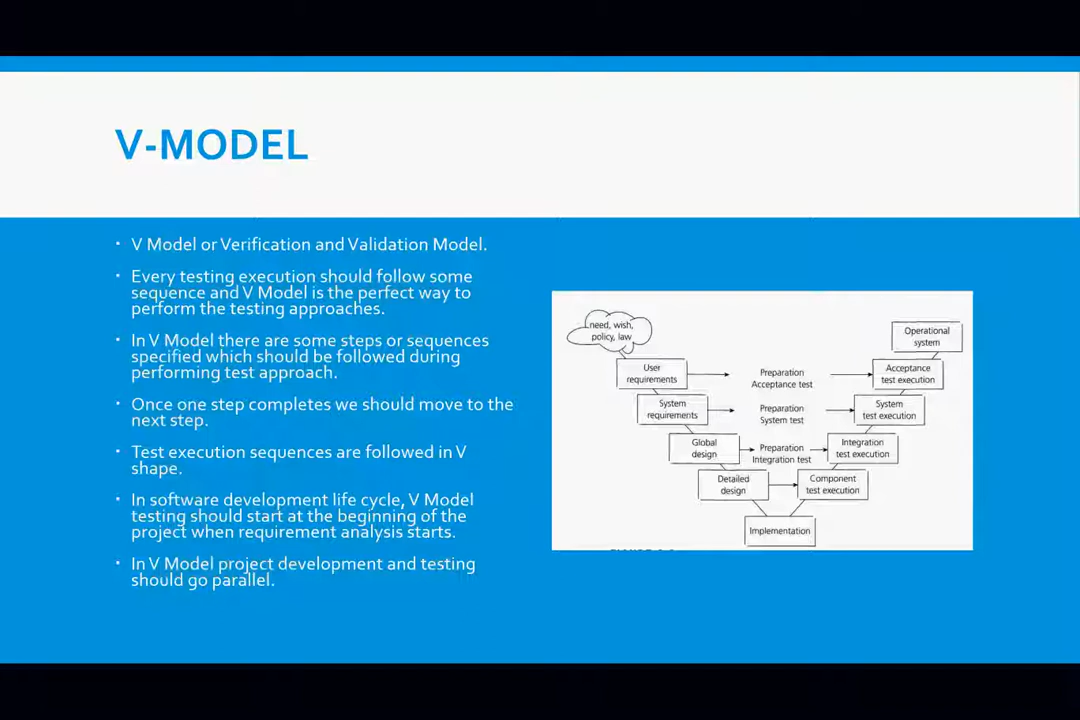 V-MODEL
V Model or Verification and Validation Model.
Every testing execution should follow some
sequence and V Model is the perfect way to
perform the testing approaches.
In V Model there are some steps or sequences
specified which should be followed during
performing test approach.
Once one step completes we should move to the
next step.
Test execution sequences are followed in V
shape.
In software development life cycle, V Model
testing should start at the beginning of the
project when requirement analysis starts.
In V Model project development and testing
should go parallel.
need, wish,
policy, law
Operational
system
User
requirements
Preparation
Acceptance test
Acceptance
test execution
System
requirements
Preparation
System test
System
test execution
Global
design
Preparation
Integration test
Integration
test execution
Detailed
design
Component
test execution
Implementation